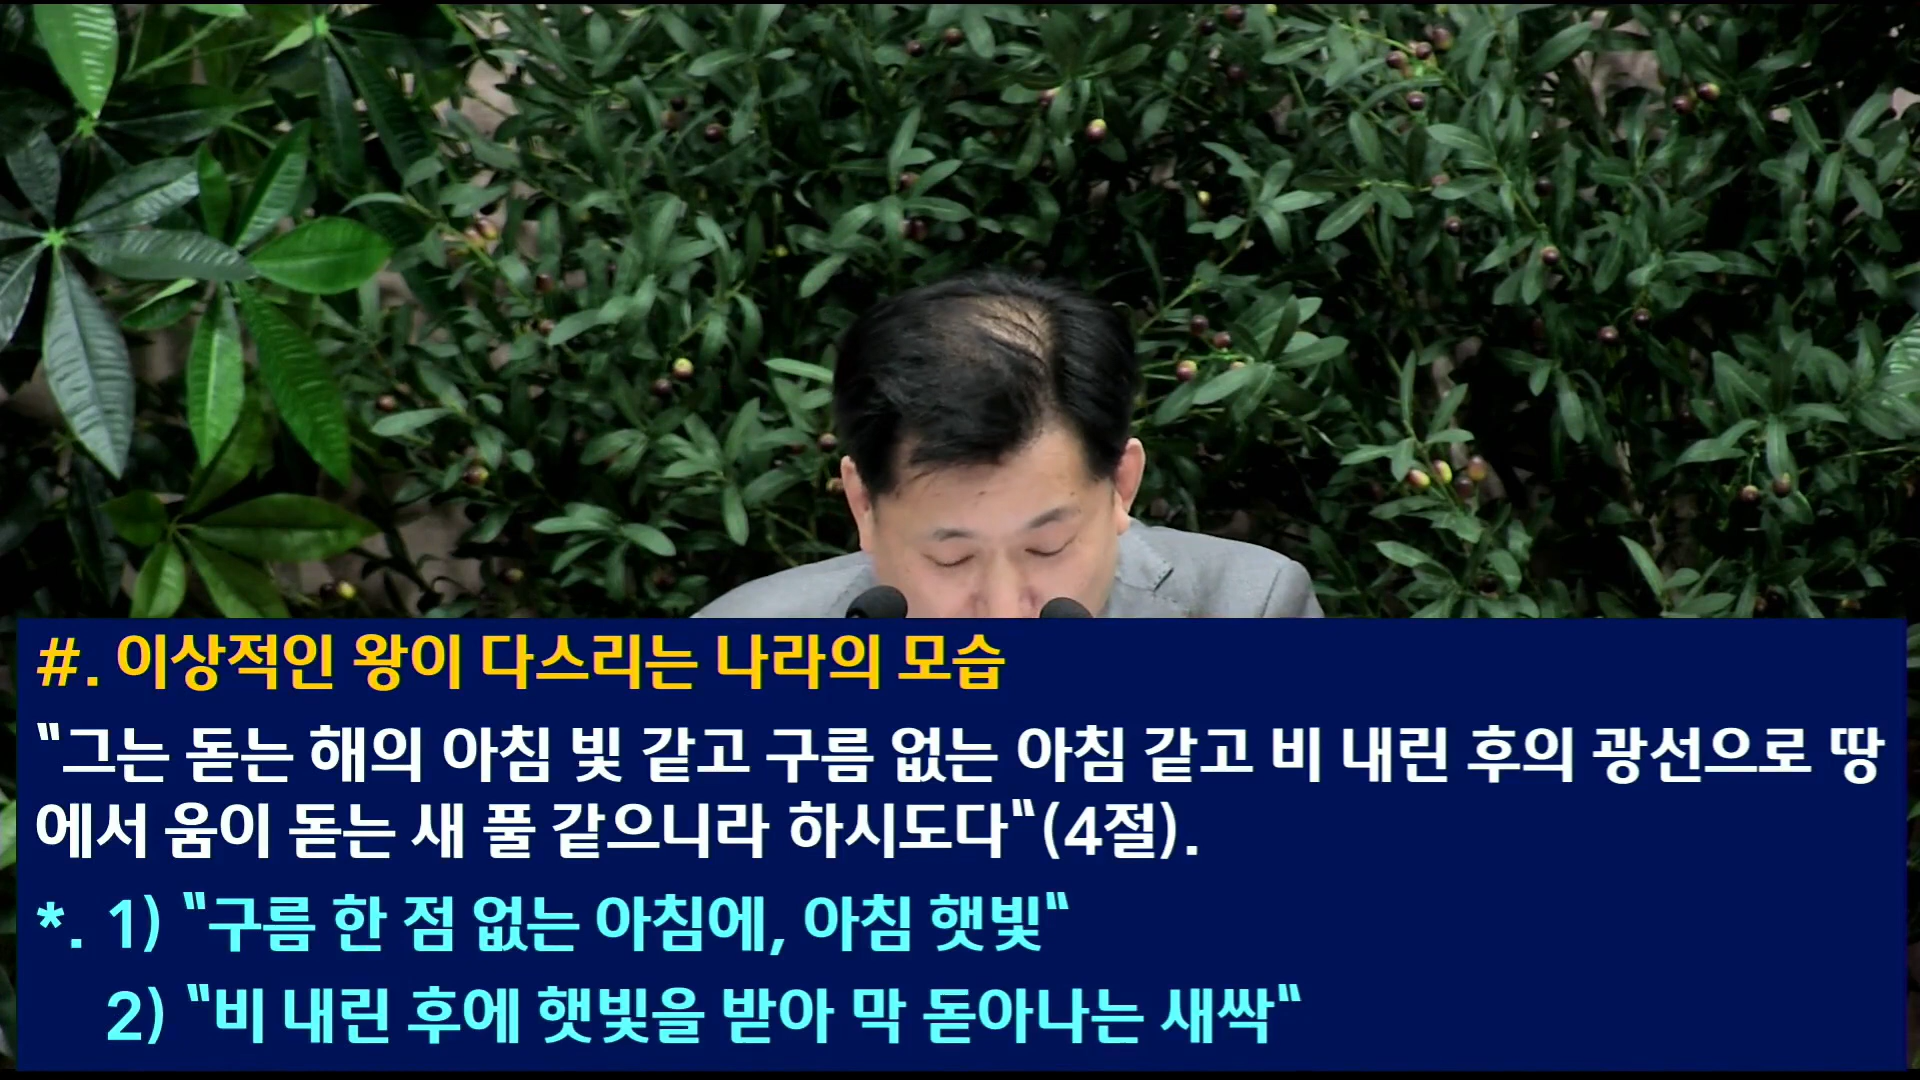 #. 이상적인 왕이 다스리는 나라의 모습
"그는 돋는 해의 아침 빛 같고 구름 없는 아침 같고 비 내린 후의 광선으로 땅
에서 움이 돋는 새 풀 같으니라 하시도다"(4절).
*. 1) "구름 한 점 없는 아침에, 아침 햇빛"
2) "비 내린 후에 햇빛을 받아 막 돋아나는 새싹"